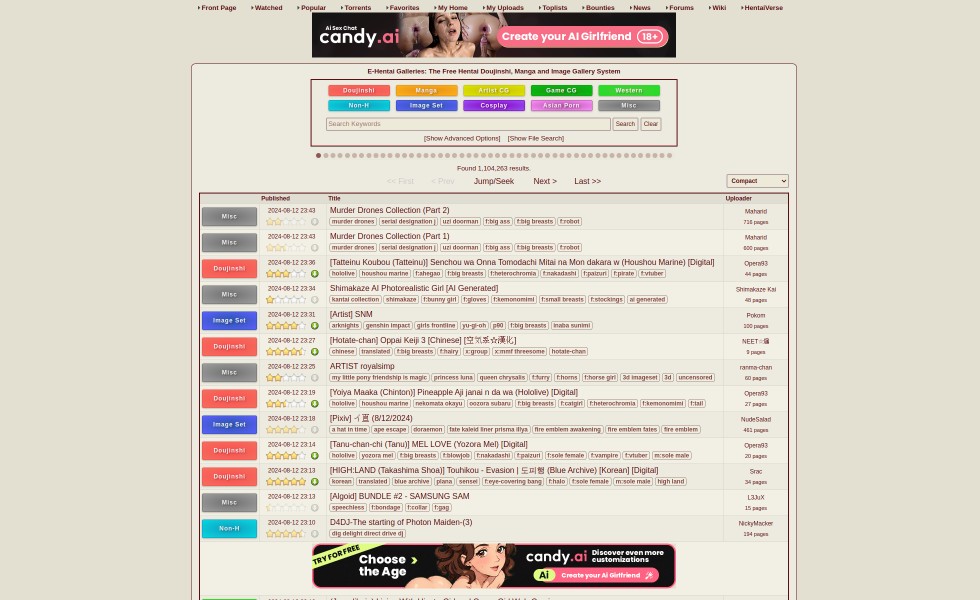 Front Page Watched Popular Torrents Favorites My Home My Uploads Toplists Bounties News Forums Wiki HentaiVerse
AI Sex Chat
candy.ai Create your AI Girlfriend 18+
E-Hentai Galleries: The Free Hentai Doujinshi, Manga and Image Gallery System
Doujinshi Manga Artist CG Game CG Western
Non-H Image Set Cosplay Asian Porn Misc
Search Keywords Search Clear
[Show Advanced Options] [Show File Search]
Found 1,104,263 results.
<< First < Prev Jump/Seek Next > Last >> Compact
Published Title Uploader
Misc 2024-08-12 23:43 Murder Drones Collection (Part 2) Maharid
murder drones serial designation j uzi doorman f:big ass f:big breasts f:robot 716 pages
Misc 2024-08-12 23:43 Murder Drones Collection (Part 1) Maharid
murder drones serial designation j uzi doorman f:big ass f:big breasts f:robot 600 pages
Doujinshi 2024-08-12 23:36 [Tatteinu Koubou (Tatteinu)] Senchou wa Onna Tomodachi Mitai na Mon dakara w (Houshou Marine) [Digital] Opera93
hololive houshou marine f:ahegao f:big breasts f:heterochromia f:nakadashi f:paizuri f:pirate f:vtuber 44 pages
Misc 2024-08-12 23:34 Shimakaze AI Photorealistic Girl [AI Generated] Shimakaze Kai
kantai collection shimakaze f:bunny girl f:gloves f:kemonomimi f:small breasts f:stockings ai generated 48 pages
Image Set 2024-08-12 23:31 [Artist] SNM Pokom
arknights genshin impact girls frontline yu-gi-oh p90 f:big breasts inaba sunimi 100 pages
Doujinshi 2024-08-12 23:27 [Hotate-chan] Oppai Keiji 3 [Chinese] [空気系☆漢化] NEET
chinese translated f:big breasts f:hairy x:group x:mmf threesome hotate-chan 9 pages
Misc 2024-08-12 23:25 ARTIST royalsimp ranma-chan
my little pony friendship is magic princess luna queen chrysalis f:furry f:horns f:horse girl 3d imageset 3d uncensored 60 pages
Doujinshi 2024-08-12 23:19 [Yoiya Maaka (Chinton)] Pineapple Aji janai n da wa (Hololive) [Digital] Opera93
hololive houshou marine nekomata okayu oozora subaru f:big breasts f:catgirl f:heterochromia f:kemonomimi f:tail 27 pages
Image Set 2024-08-12 23:18 [Pixiv] (8/12/2024) NudeSalad
a hat in time ape escape doraemon fate kaleid liner prisma illya fire emblem awakening fire emblem fates fire emblem 461 pages
Doujinshi 2024-08-12 23:14 [Tanu-chan-chi (Tanu)] MEL LOVE (Yozora Mel) [Digital] Opera93
hololive yozora mel f:big breasts f:blowjob f:nakadashi f:paizuri f:sole female f:vampire f:vtuber m:sole male 20 pages
Doujinshi 2024-08-12 23:13 [HIGH:LAND (Takashima Shoa)] Touhikou - Evasion | 도피행 (Blue Archive) [Korean] [Digital] Srac
korean translated blue archive plana sensei f:eye-covering bang f:halo f:sole female m:sole male high land 34 pages
Misc 2024-08-12 23:13 [Algoid] BUNDLE #2 - SAMSUNG SAM L3JuX
speechless f:bondage f:collar f:gag 15 pages
Non-H 2024-08-12 23:10 D4DJ-The starting of Photon Maiden-(3) NickyMacker
dig delight direct drive dj 194 pages
TRY FOR FREE Choose the Age candy.ai Discover even more customizations
Ai Create your AI Girlfriend